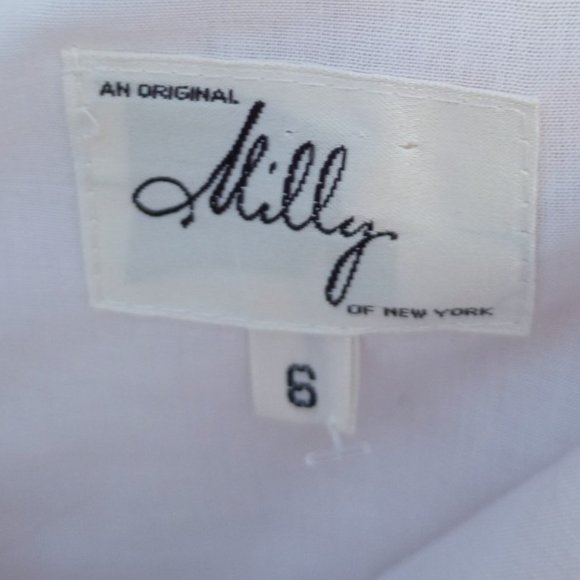 AN ORIGINAL
Milly
OF NEW YORK
6